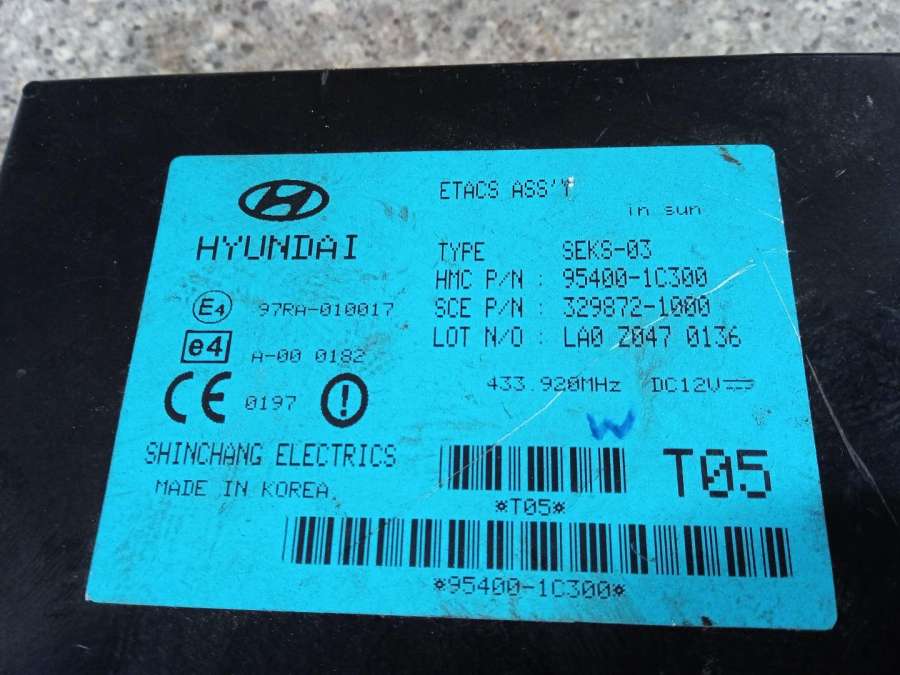 ETACS ASS'Y
in sun
HYUNDAI
TYPE SEKS-03
HMC P/N : 95400-1C300
SCE P/N : 329872-1000
LOT N/O : LA0 Z047 0136
E4 97RA-010017
e4 A-00 0182
CE 0197 !
433.920MHz DC12V
W
SHINCHANG ELECTRICS
MADE IN KOREA.
T05
*T05*
*95400-1C300*